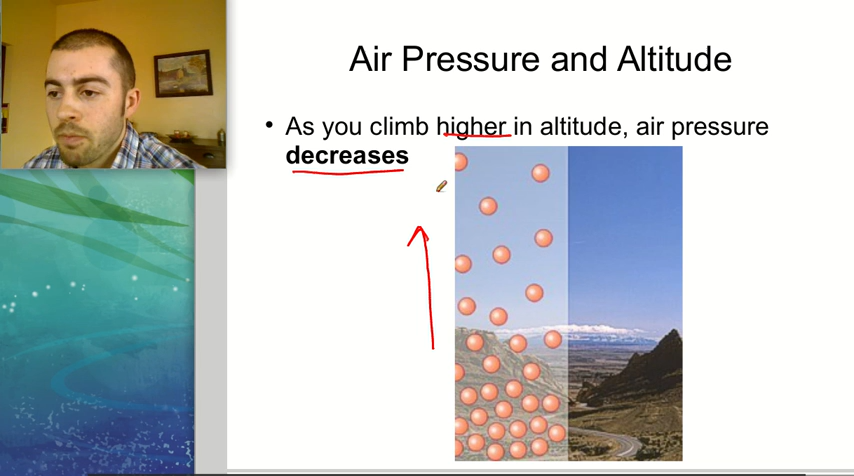 Air Pressure and Altitude
• As you climb higher in altitude, air pressure
decreases